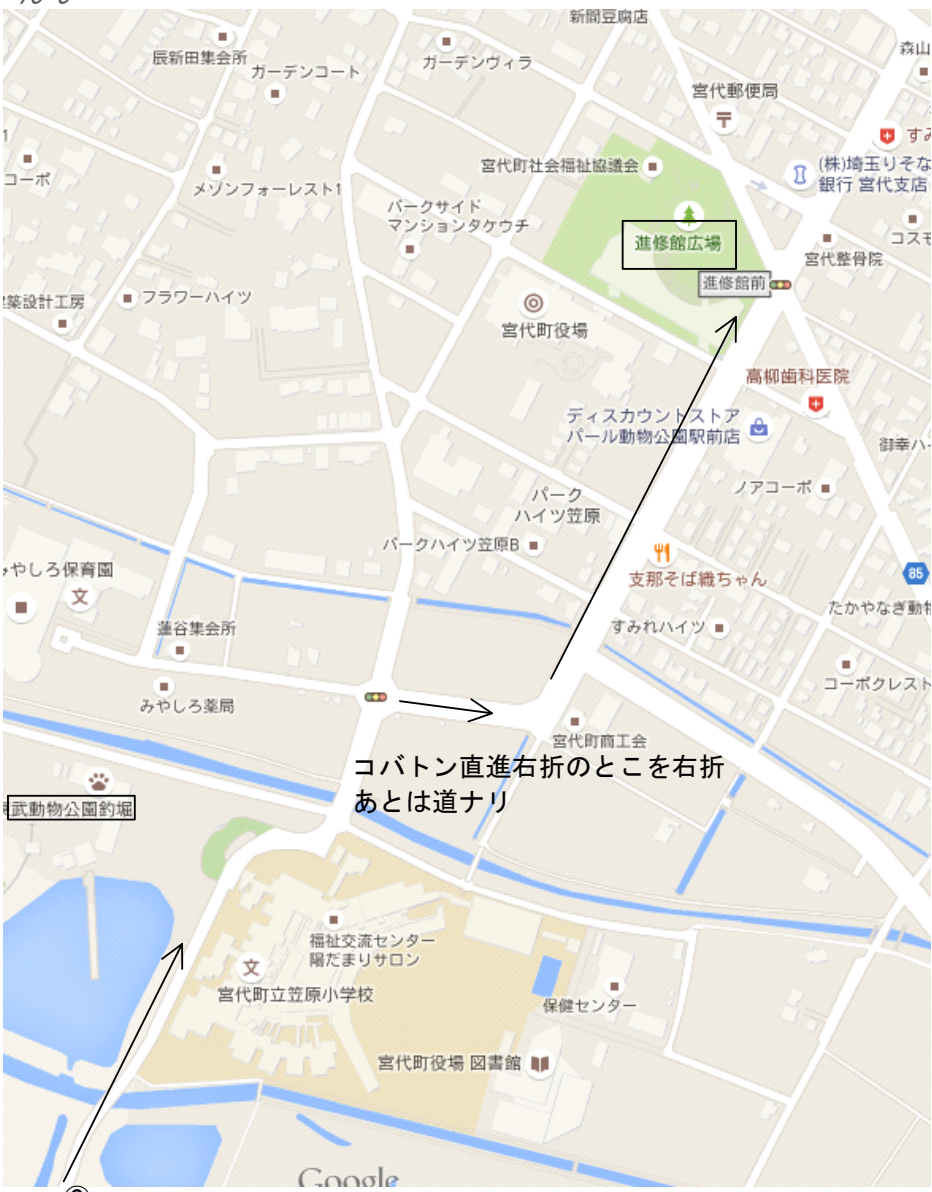 新間豆腐店
辰新田集会所
ガーデンコート
ガーデンヴィラ
森山
宮代郵便局
コーポ
メゾンフォーレスト1
宮代町社会福祉協議会
(株)埼玉りそな
銀行 宮代支店
パークサイド
マンションタケウチ
進修館広場
コスモ
宮代整骨院
進修館前
築設計工房
フラワーハイツ
宮代町役場
高柳歯科医院
ディスカウントストア
パール動物公園駅前店
御幸ハイ
ノアコーポ
パーク
ハイツ笠原
パークハイツ笠原B
支那そば織ちゃん
85
みやしろ保育園
文
たかやなぎ動物
蓮谷集会所
すみれハイツ
みやしろ薬局
コーポクレスト
宮代町商工会
コバトン直進右折のとこを右折
あとは道ナリ
武動物公園釣堀
福祉交流センター
陽だまりサロン
文
宮代町立笠原小学校
保健センター
宮代町役場 図書館
Google